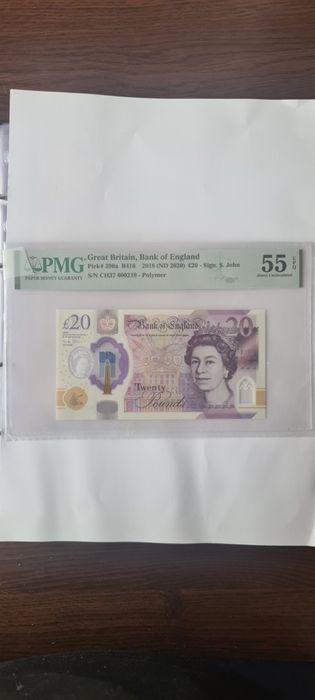 PMG
PAPER MONEY GUARANTY
Great Britain, Bank of England
Pick# 396a B416 2018 (ND 2020) £20 - Sign. S. John
S/N CH37 600219 - Polymer
55 EPQ
About Uncirculated
£20
Bank of England
20
Twenty
Pounds